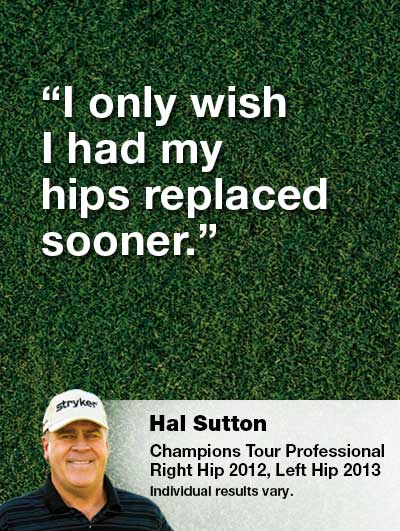 “I only wish
I had my
hips replaced
sooner.”
stryker
Hal Sutton
Champions Tour Professional
Right Hip 2012, Left Hip 2013
Individual results vary.